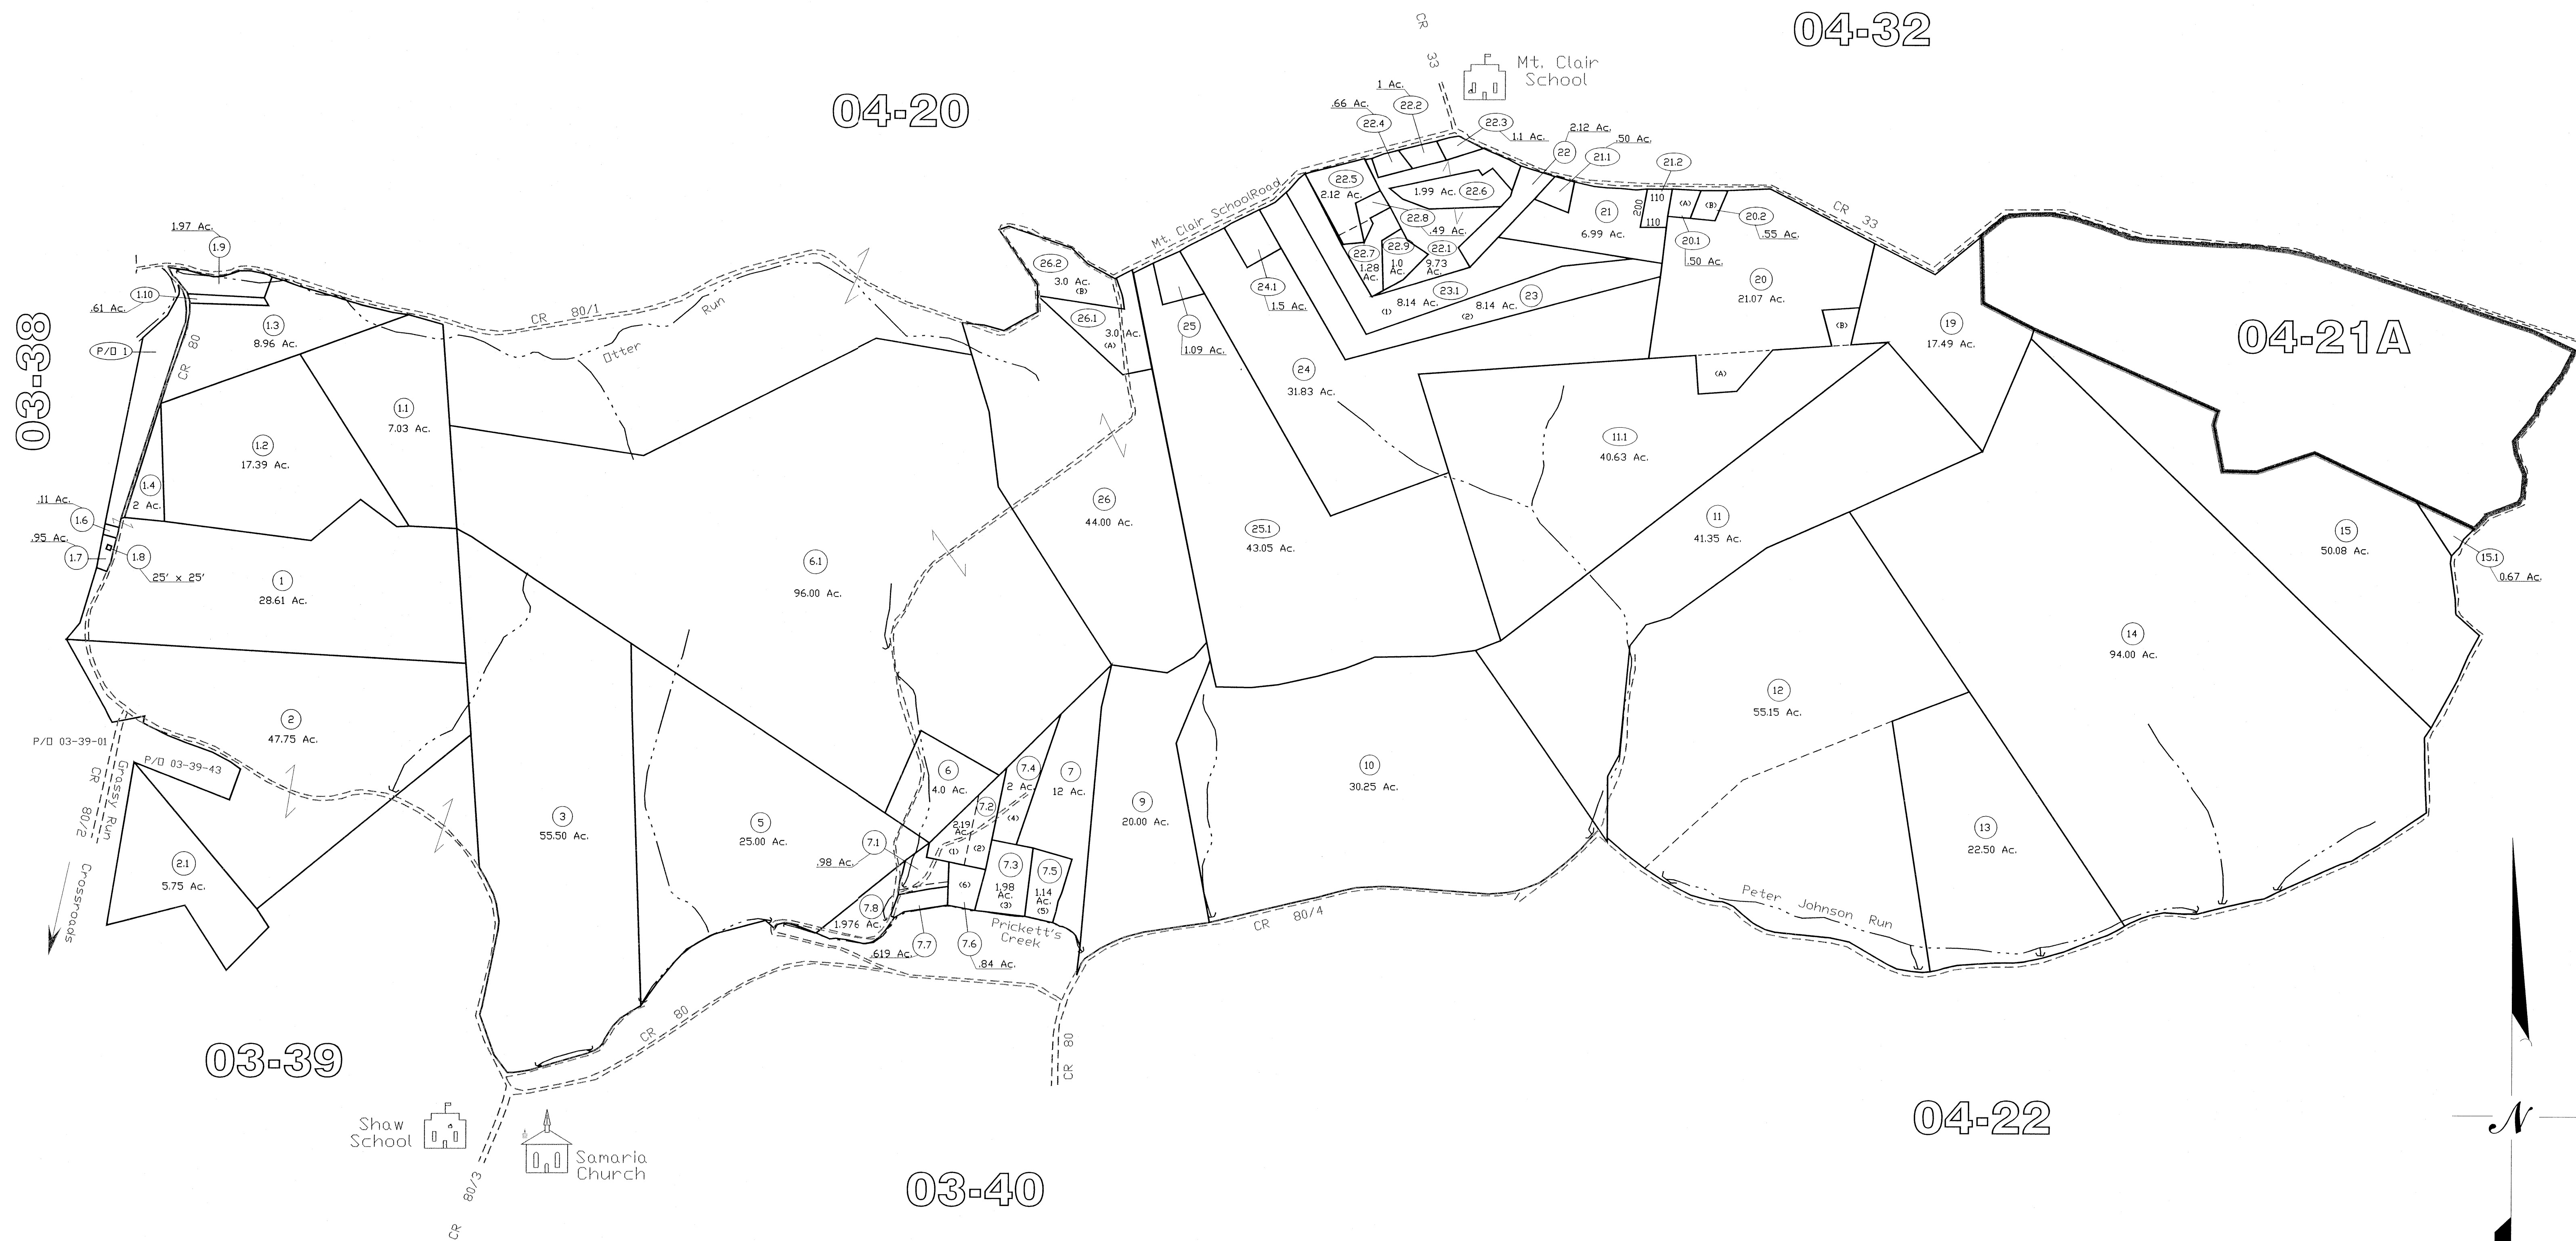 04-32
CR 33
Mt. Clair
School
04-20
1 Ac.
22.2
.66 Ac.
22.4
22.3
1.1 Ac.
2.12 Ac.
22
.50 Ac.
21.1
21.2
110
200
110
(A)
(B)
20.2
.55 Ac.
20.1
.50 Ac.
CR 33
04-21A
21
6.99 Ac.
22.5
2.12 Ac.
1.99 Ac.
22.6
22.8
.49 Ac.
22.7
1.28
Ac.
22.9
1.0
Ac.
22.1
9.73
Ac.
23.1
8.14 Ac.
(1)
23
8.14 Ac.
(2)
Mt. Clair School Road
20
21.07 Ac.
(B)
19
17.49 Ac.
1.97 Ac.
1.9
1.10
.61 Ac.
1.3
8.96 Ac.
P/O 1
CR 80
03-38
CR 80/1
Otter Run
26.2
3.0 Ac.
(B)
26.1
3.0 Ac.
(A)
25
1.09 Ac.
24.1
1.5 Ac.
24
31.83 Ac.
(A)
1.1
7.03 Ac.
1.2
17.39 Ac.
1.4
2 Ac.
.11 Ac.
1.6
.95 Ac.
1.7
1.8
25' x 25'
1
28.61 Ac.
6.1
96.00 Ac.
26
44.00 Ac.
25.1
43.05 Ac.
11.1
40.63 Ac.
11
41.35 Ac.
15
50.08 Ac.
15.1
0.67 Ac.
14
94.00 Ac.
12
55.15 Ac.
2
47.75 Ac.
P/O 03-39-01
P/O 03-39-43
Grassy Run
CR 80/2
Crossroads
2.1
5.75 Ac.
3
55.50 Ac.
5
25.00 Ac.
6
4.0 Ac.
7.4
2 Ac.
(4)
7
12 Ac.
7.2
2.19
Ac.
(1)
(2)
7.1
.98 Ac.
7.3
1.98
Ac.
(3)
7.5
1.14
Ac.
(5)
(6)
7.8
1.976 Ac.
7.7
.619 Ac.
7.6
.84 Ac.
Prickett's
Creek
9
20.00 Ac.
10
30.25 Ac.
13
22.50 Ac.
Peter Johnson Run
CR 80/4
CR 80
CR 80
03-39
Shaw
School
Samaria
Church
CR 80/3
03-40
04-22
N